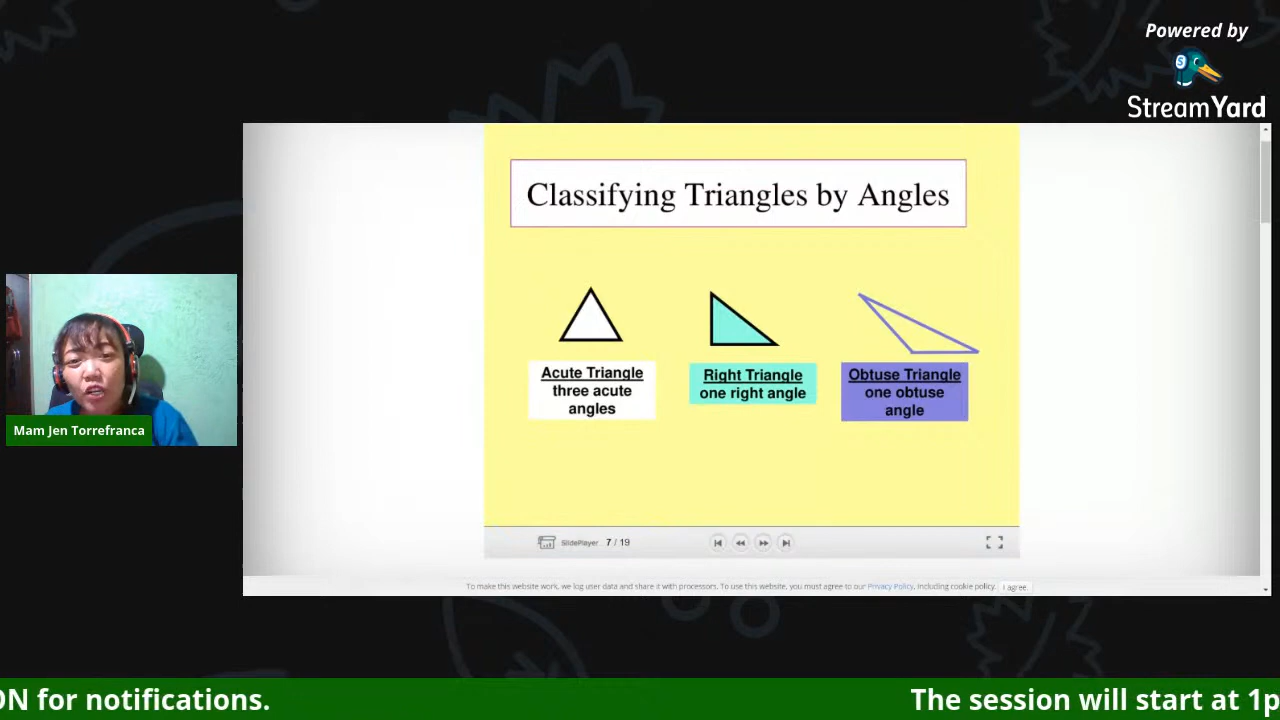 Powered by
StreamYard
Classifying Triangles by Angles
Acute Triangle
three acute
angles
Right Triangle
one right angle
Obtuse Triangle
one obtuse
angle
Mam Jen Torrefranca
SlidePlayer 7 / 19
To make this website work, we log user data and share it with processors. To use this website, you must agree to our Privacy Policy, including cookie policy. I agree.
ON for notifications. The session will start at 1p